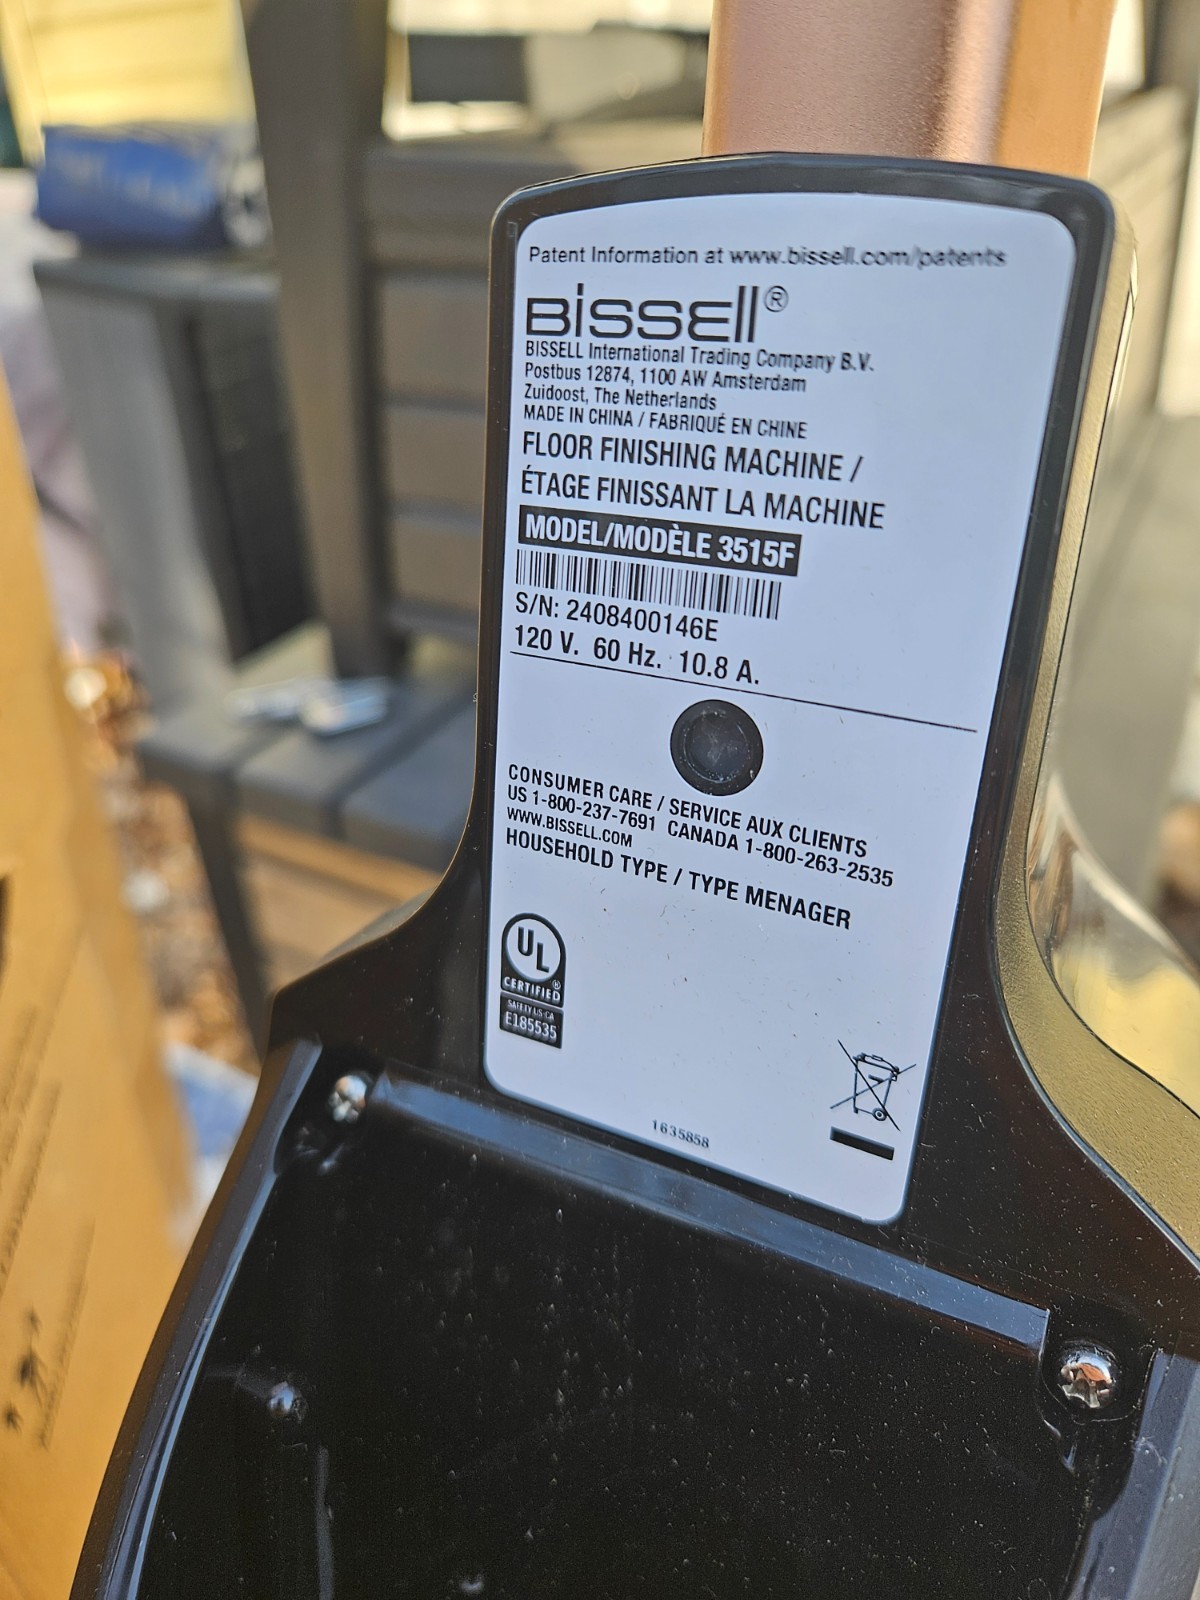 Patent Information at www.bissell.com/patents
BISSELL®
BISSELL International Trading Company B.V.
Postbus 12874, 1100 AW Amsterdam
Zuidoost, The Netherlands
MADE IN CHINA / FABRIQUÉ EN CHINE
FLOOR FINISHING MACHINE /
ÉTAGE FINISSANT LA MACHINE
MODEL/MODÈLE 3515F
S/N: 2408400146E
120 V. 60 Hz. 10.8 A.
CONSUMER CARE / SERVICE AUX CLIENTS
US 1-800-237-7691 CANADA 1-800-263-2535
WWW.BISSELL.COM
HOUSEHOLD TYPE / TYPE MENAGER
UL
CERTIFIED®
SAFETY US-CA
E185535
1635858